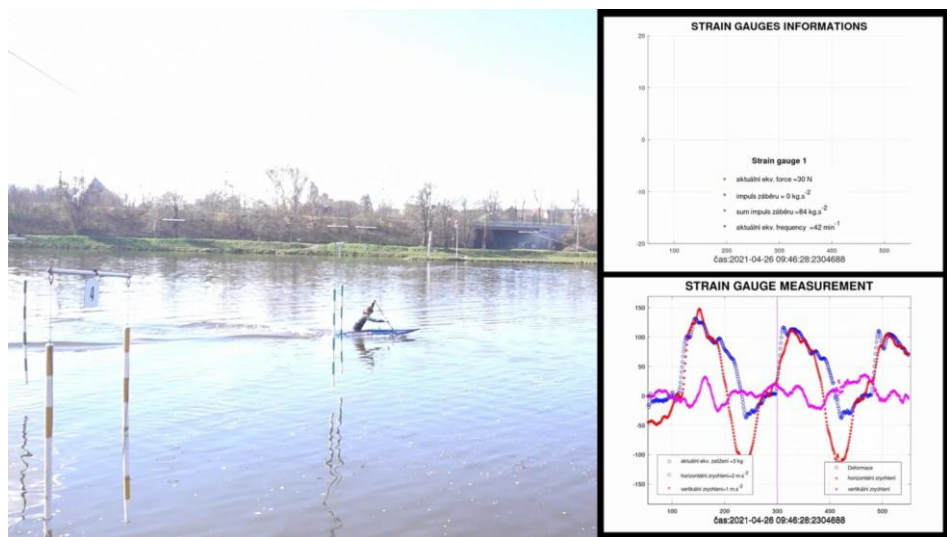 STRAIN GAUGES INFORMATIONS
20
10
0
-10
-20
Strain gauge 1
aktuální ekv. force =30 N
impuls záběru = 0 kg.s⁻²
sum impuls záběru =84 kg.s⁻²
aktuální ekv. frequency =42 min⁻¹
100 200 300 400 500
čas:2021-04-26 09:46:28:2304688
4
STRAIN GAUGE MEASUREMENT
150
100
50
0
-50
-100
-150
aktuální ekv. zatížení =3 kg
horizontální zrychlení=2 m.s⁻²
vertikální zrychlení=1 m.s⁻²
Deformace
horizontální zrychlení
vertikální zrychlení
100 200 300 400 500
čas:2021-04-26 09:46:28:2304688